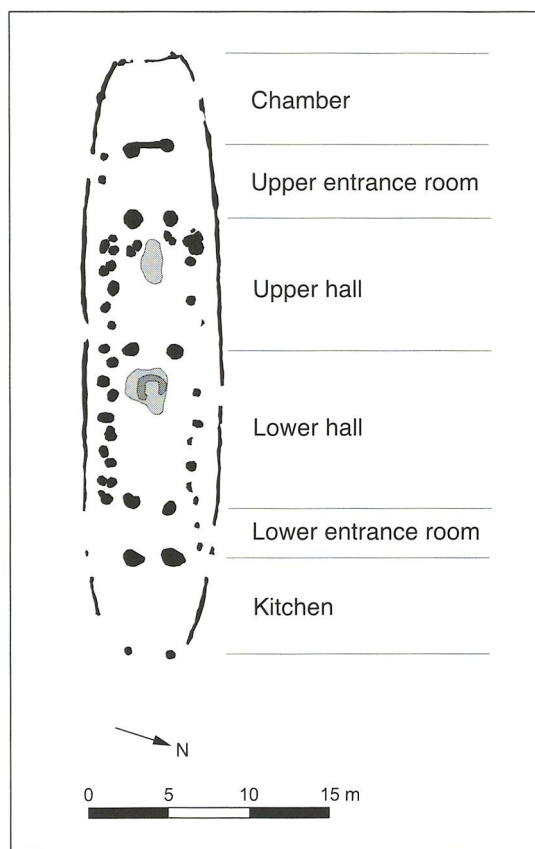 Chamber
Upper entrance room
Upper hall
Lower hall
Lower entrance room
Kitchen
N
0 5 10 15 m